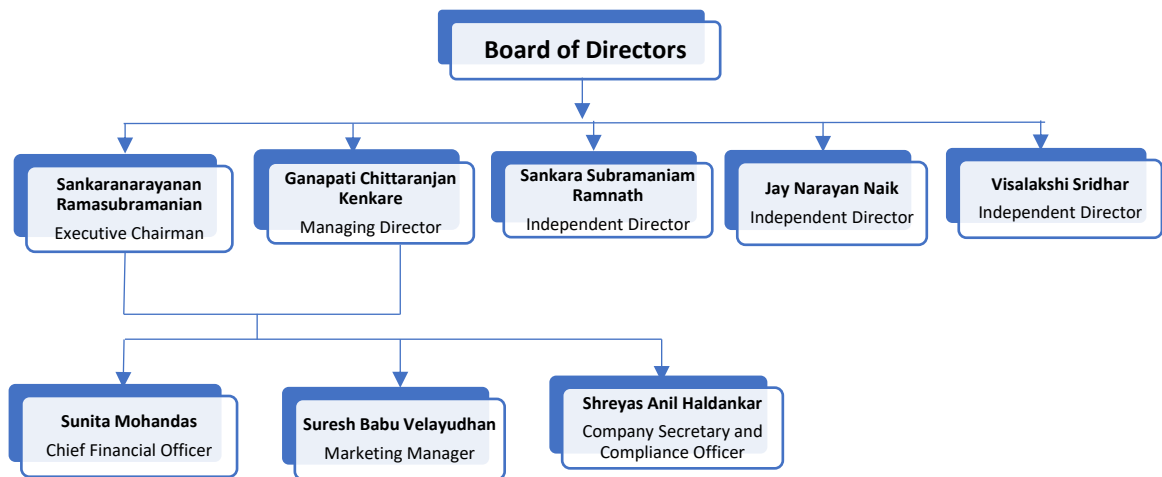 Board of Directors
Sankaranarayanan
Ramasubramanian
Executive Chairman
Ganapati Chittaranjan
Kenkare
Managing Director
Sankara Subramaniam
Ramnath
Independent Director
Jay Narayan Naik
Independent Director
Visalakshi Sridhar
Independent Director
Sunita Mohandas
Chief Financial Officer
Suresh Babu Velayudhan
Marketing Manager
Shreyas Anil Haldankar
Company Secretary and
Compliance Officer